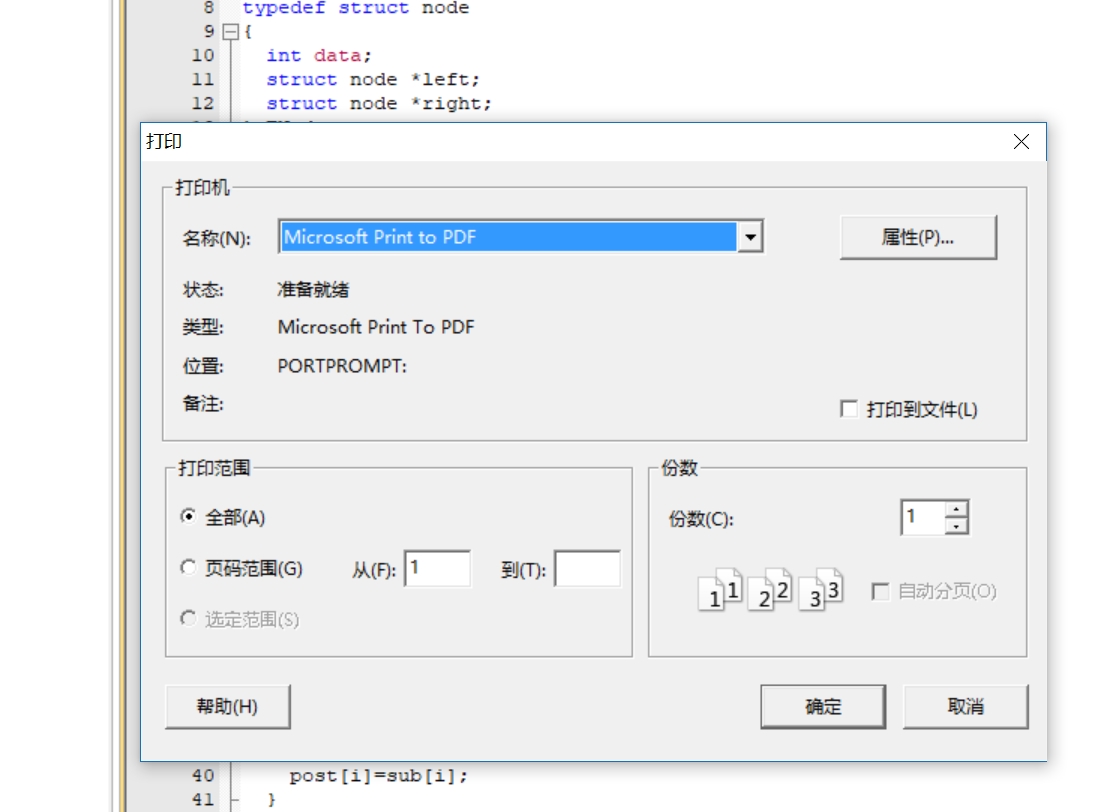 8 typedef struct node
9 {
10 int data;
11 struct node *left;
12 struct node *right;
打印
打印机
名称(N): Microsoft Print to PDF 属性(P)...
状态: 准备就绪
类型: Microsoft Print To PDF
位置: PORTPROMPT:
备注:
打印到文件(L)
打印范围
全部(A)
页码范围(G) 从(F): 1 到(T):
选定范围(S)
份数
份数(C): 1
1 1 2 2 3 3 自动分页(O)
帮助(H) 确定 取消
40 post[i]=sub[i];
41 }